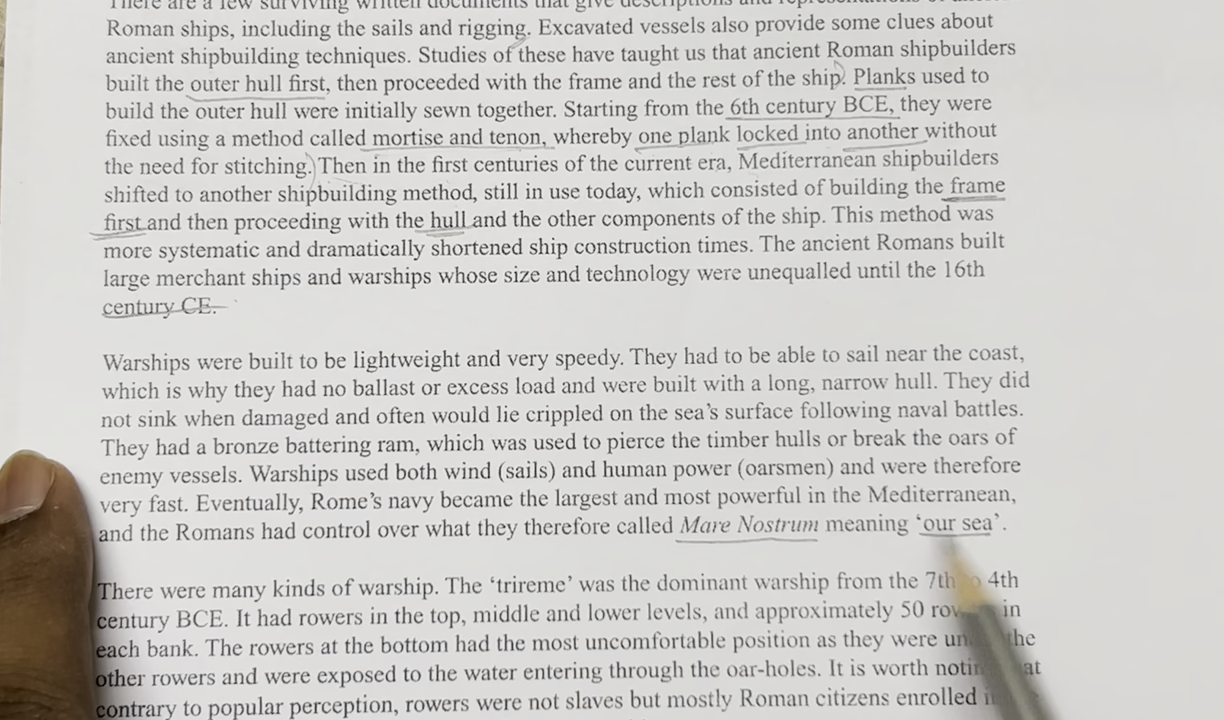 There are a few surviving written documents that give descriptions and representations of
Roman ships, including the sails and rigging. Excavated vessels also provide some clues about
ancient shipbuilding techniques. Studies of these have taught us that ancient Roman shipbuilders
built the outer hull first, then proceeded with the frame and the rest of the ship. Planks used to
build the outer hull were initially sewn together. Starting from the 6th century BCE, they were
fixed using a method called mortise and tenon, whereby one plank locked into another without
the need for stitching. Then in the first centuries of the current era, Mediterranean shipbuilders
shifted to another shipbuilding method, still in use today, which consisted of building the frame
first and then proceeding with the hull and the other components of the ship. This method was
more systematic and dramatically shortened ship construction times. The ancient Romans built
large merchant ships and warships whose size and technology were unequalled until the 16th
century CE.
Warships were built to be lightweight and very speedy. They had to be able to sail near the coast,
which is why they had no ballast or excess load and were built with a long, narrow hull. They did
not sink when damaged and often would lie crippled on the sea’s surface following naval battles.
They had a bronze battering ram, which was used to pierce the timber hulls or break the oars of
enemy vessels. Warships used both wind (sails) and human power (oarsmen) and were therefore
very fast. Eventually, Rome’s navy became the largest and most powerful in the Mediterranean,
and the Romans had control over what they therefore called Mare Nostrum meaning ‘our sea’.
There were many kinds of warship. The ‘trireme’ was the dominant warship from the 7th 4th
century BCE. It had rowers in the top, middle and lower levels, and approximately 50 in
each bank. The rowers at the bottom had the most uncomfortable position as they were the
other rowers and were exposed to the water entering through the oar-holes. It is worth
contrary to popular perception, rowers were not slaves but mostly Roman citizens enrolled